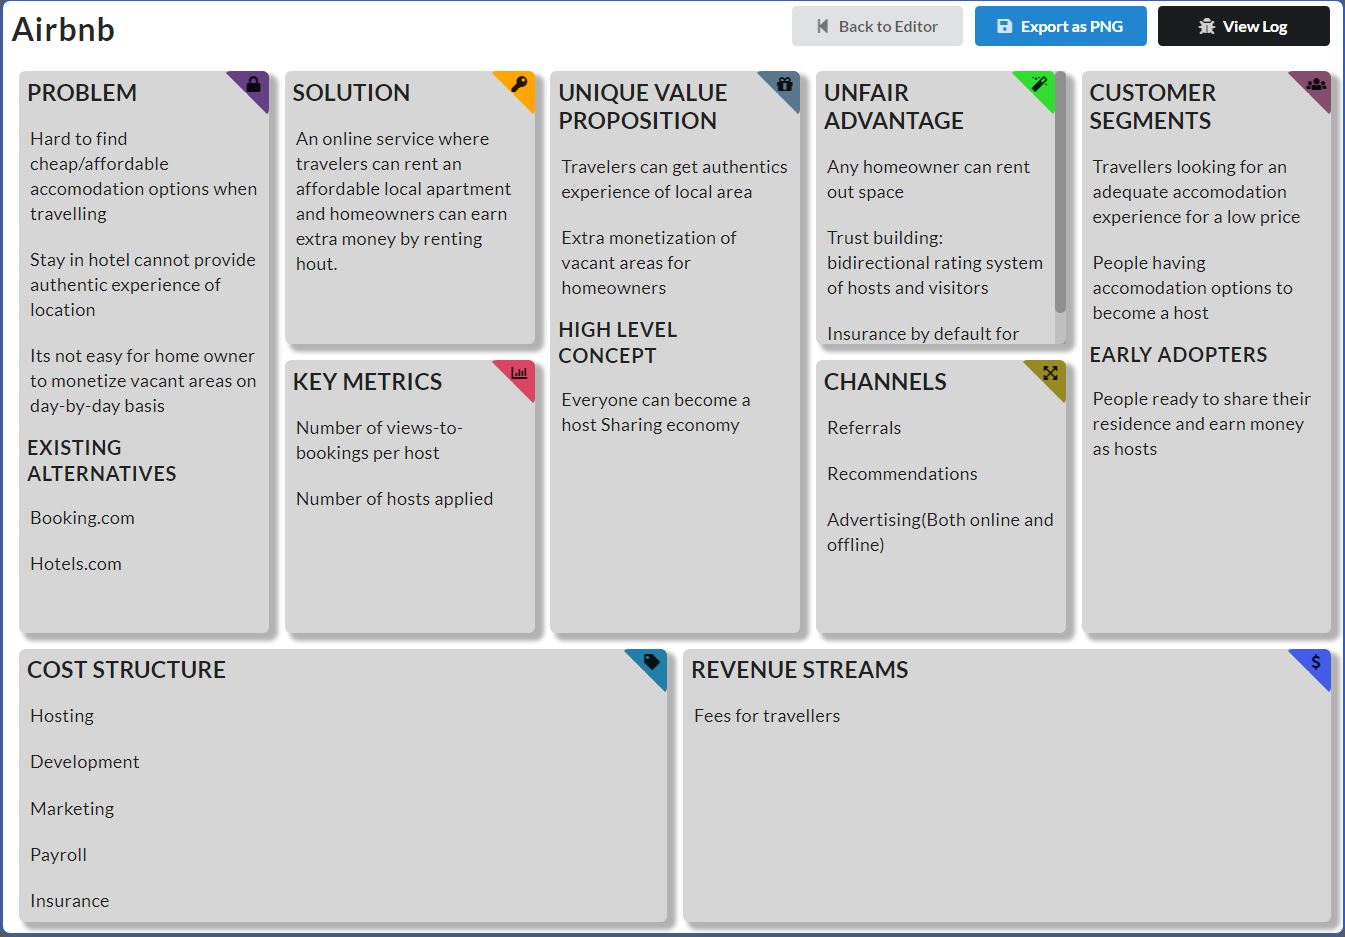 Airbnb
Back to Editor
Export as PNG
View Log
PROBLEM
Hard to find
cheap/affordable
accomodation options when
travelling
Stay in hotel cannot provide
authentic experience of
location
Its not easy for home owner
to monetize vacant areas on
day-by-day basis
EXISTING
ALTERNATIVES
Booking.com
Hotels.com
SOLUTION
An online service where
travelers can rent an
affordable local apartment
and homeowners can earn
extra money by renting
hout.
KEY METRICS
Number of views-to-
bookings per host
Number of hosts applied
UNIQUE VALUE
PROPOSITION
Travelers can get authentics
experience of local area
Extra monetization of
vacant areas for
homeowners
HIGH LEVEL
CONCEPT
Everyone can become a
host Sharing economy
UNFAIR
ADVANTAGE
Any homeowner can rent
out space
Trust building:
bidirectional rating system
of hosts and visitors
Insurance by default for
CHANNELS
Referrals
Recommendations
Advertising(Both online and
offline)
CUSTOMER
SEGMENTS
Travellers looking for an
adequate accomodation
experience for a low price
People having
accomodation options to
become a host
EARLY ADOPTERS
People ready to share their
residence and earn money
as hosts
COST STRUCTURE
Hosting
Development
Marketing
Payroll
Insurance
REVENUE STREAMS
$
Fees for travellers